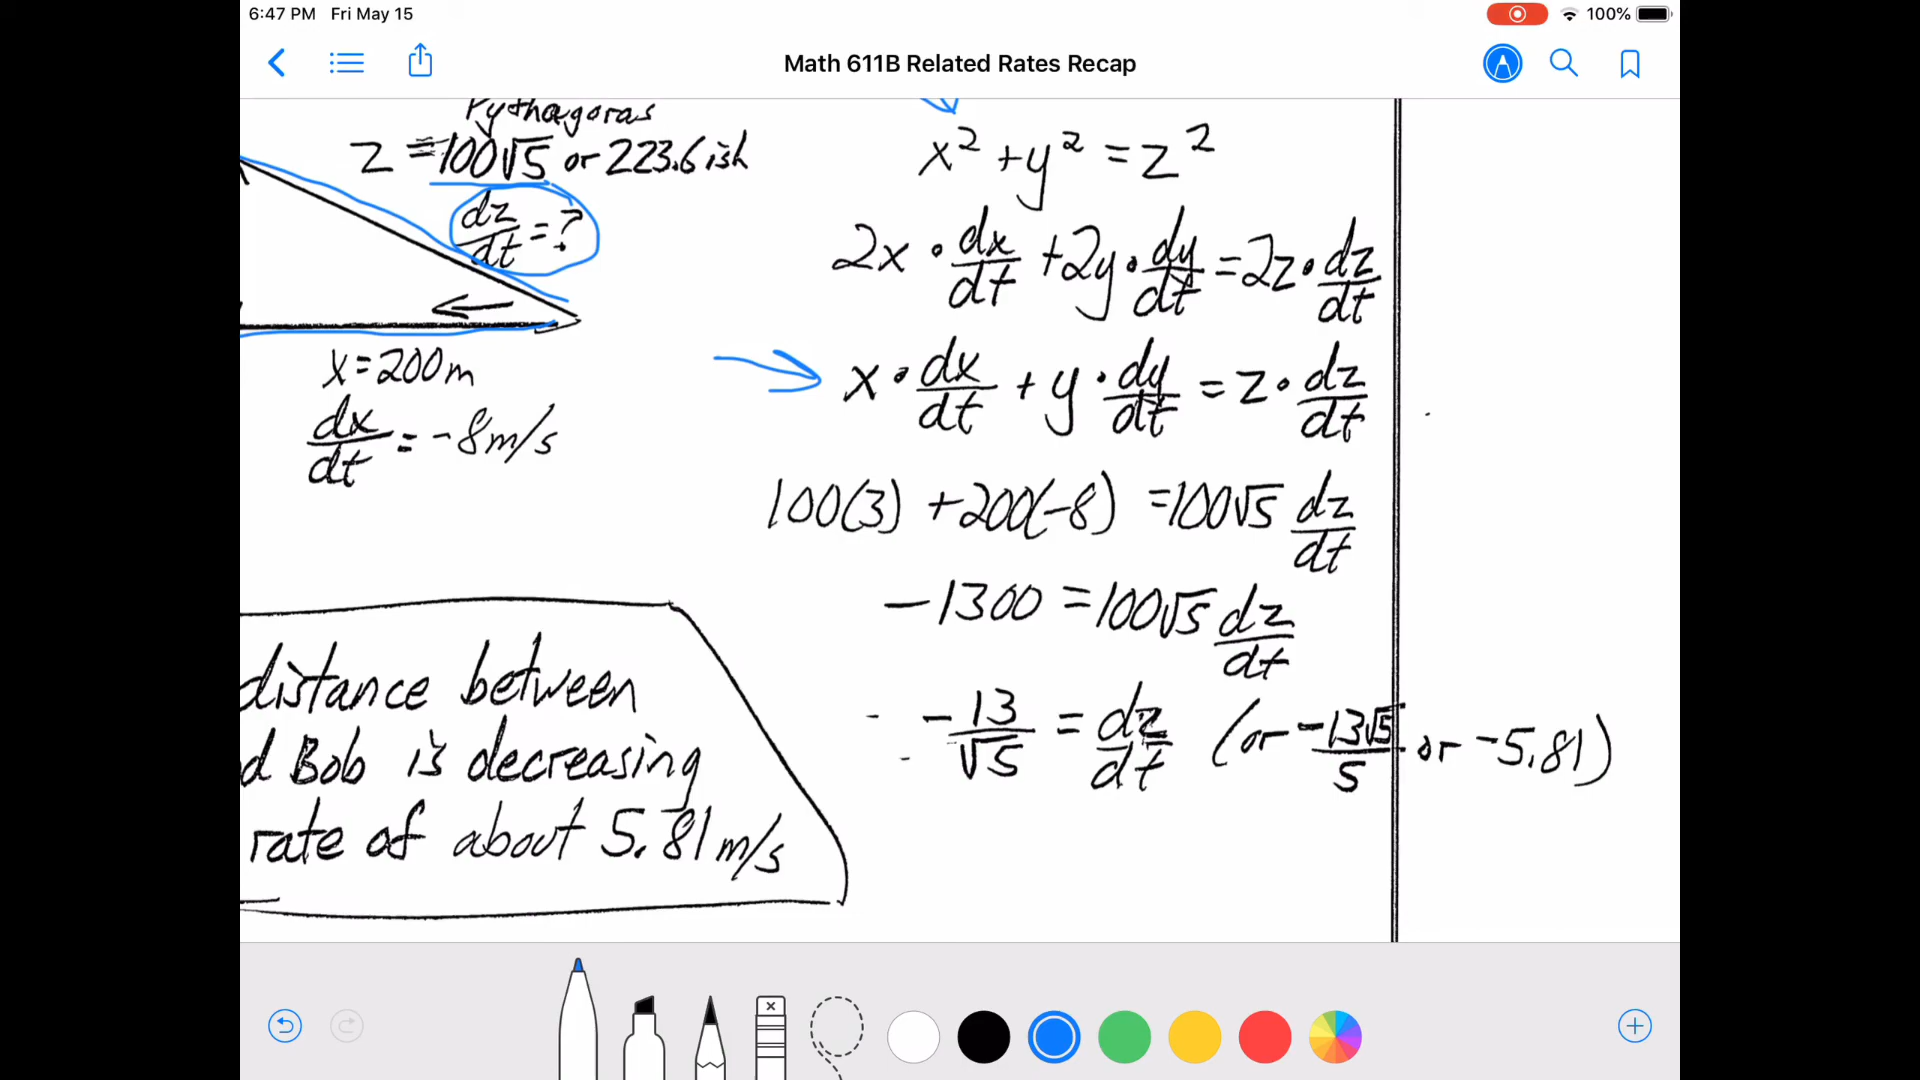 6:47 PM Fri May 15
100%
Math 611B Related Rates Recap
Pythagoras
z = 100√5 or 223.6ish
dz/dt = ?
x = 200m
dx/dt = -8m/s
distance between
d Bob is decreasing
rate of about 5.81 m/s
x² + y² = z²
2x · dx/dt + 2y · dy/dt = 2z · dz/dt
x · dx/dt + y · dy/dt = z · dz/dt
100(3) + 200(-8) = 100√5 dz/dt
-1300 = 100√5 dz/dt
-13/√5 = dz/dt (or -13√5/5 or -5.81)